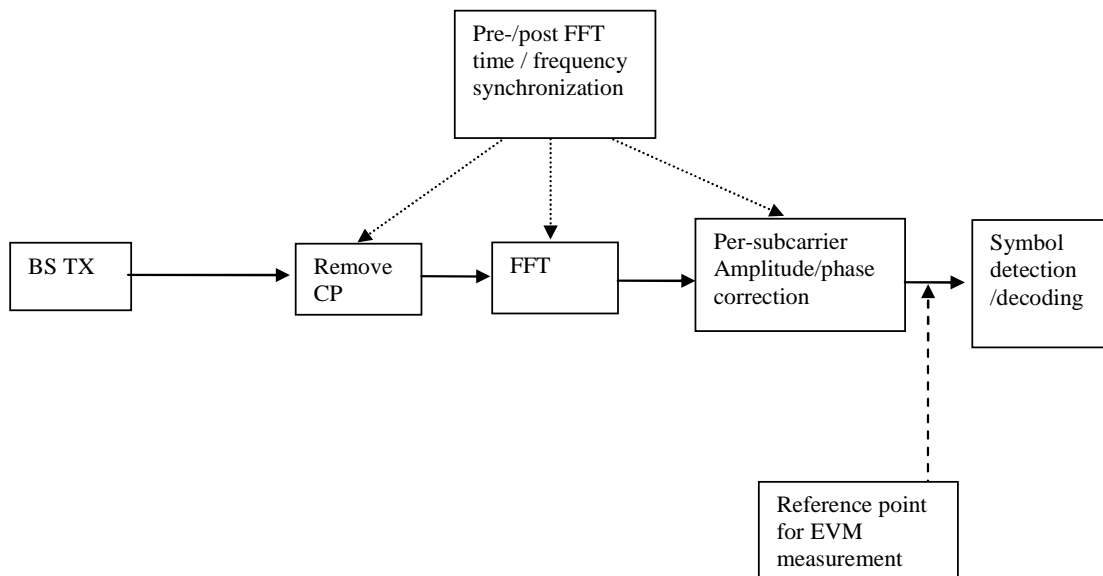 Pre-/post FFT
time / frequency
synchronization
BS TX
Remove
CP
FFT
Per-subcarrier
Amplitude/phase
correction
Symbol
detection
/decoding
Reference point
for EVM
measurement